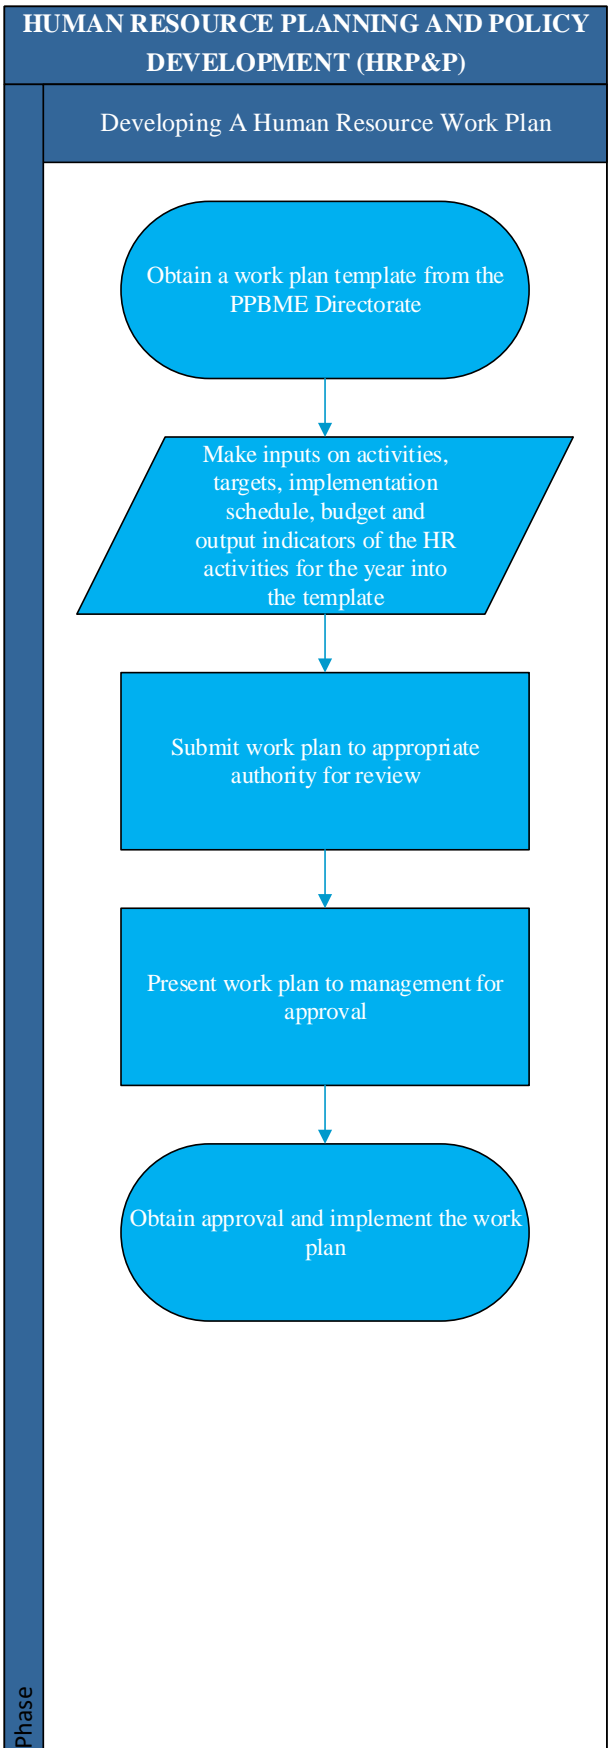 HUMAN RESOURCE PLANNING AND POLICY
DEVELOPMENT (HRP&P)
Developing A Human Resource Work Plan
Obtain a work plan template from the
PPBME Directorate
Make inputs on activities,
targets, implementation
schedule, budget and
output indicators of the HR
activities for the year into
the template
Submit work plan to appropriate
authority for review
Present work plan to management for
approval
Obtain approval and implement the work
plan
Phase